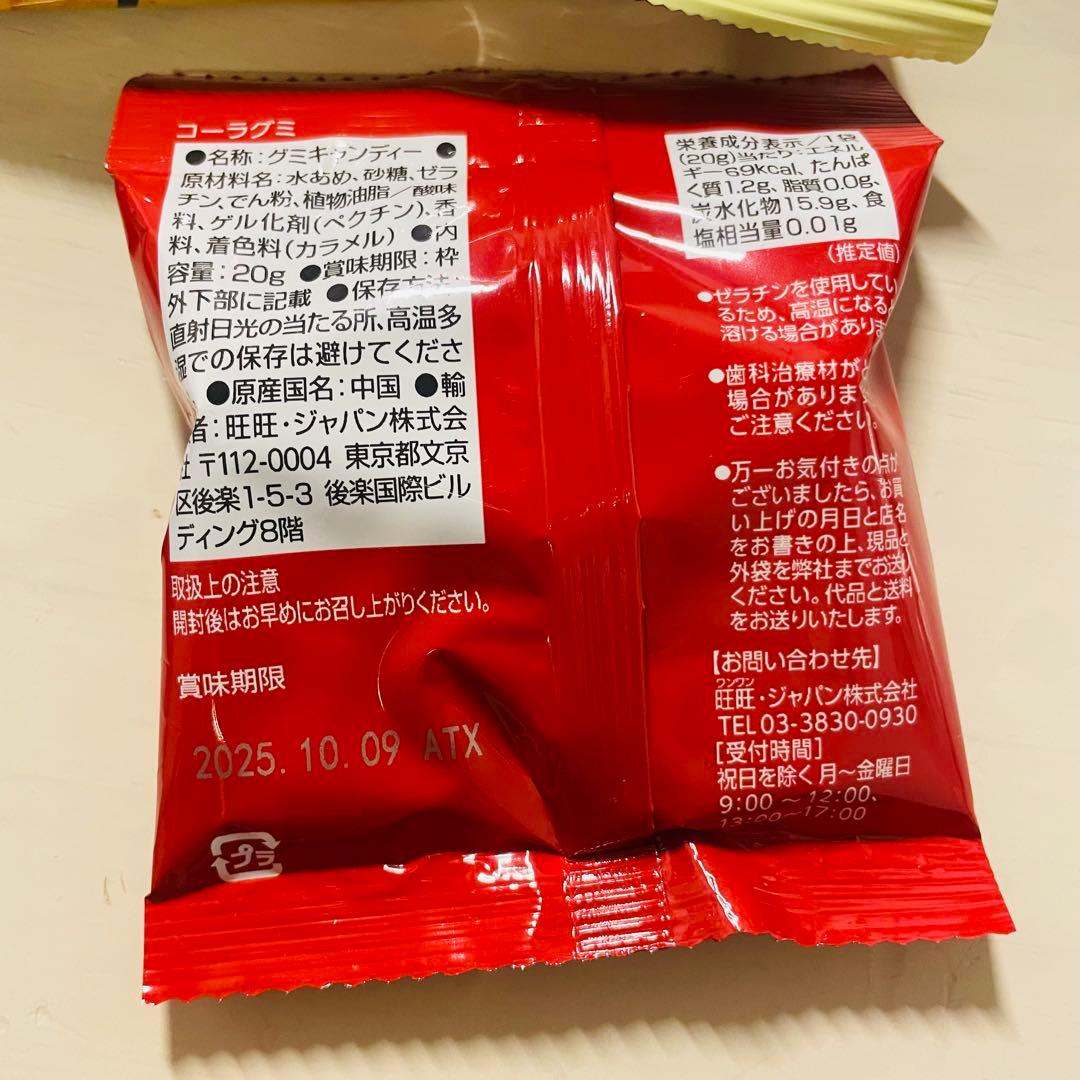 コーラグミ
●名称：グミキャンディー ●
原材料名：水あめ、砂糖、ゼラ
チン、でん粉、植物油脂／酸味
料、ゲル化剤(ペクチン)、香
料、着色料(カラメル) ●内
容量：20g ●賞味期限：枠
外下部に記載 ●保存方法：
直射日光の当たる所、高温多
湿での保存は避けてくださ
●原産国名：中国 ●輸
者：旺旺・ジャパン株式会
社 〒112-0004 東京都文京
区後楽1-5-3 後楽国際ビル
ディング8階
取扱上の注意
開封後はお早めにお召し上がりください。
賞味期限
2025.10.09 ATX
プラ
栄養成分表示／1袋
(20g)当たり：エネル
ギー69kcal、たんぱ
く質1.2g、脂質0.0g、
炭水化物15.9g、食
塩相当量0.01g
(推定値)
●ゼラチンを使用してい
るため、高温になると
溶ける場合がありま
●歯科治療材がと
場合がありま
ご注意ください。
●万一お気付きの点が
ございましたら、お買
い上げの月日と店名
をお書きの上、現品と
外袋を弊社までお送り
ください。代品と送料
をお送りいたします。
【お問い合わせ先】
ワンワン
旺旺・ジャパン株式会社
TEL 03-3830-0930
[受付時間]
祝日を除く月～金曜日
9:00 ～ 12:00、
13:00～17:00